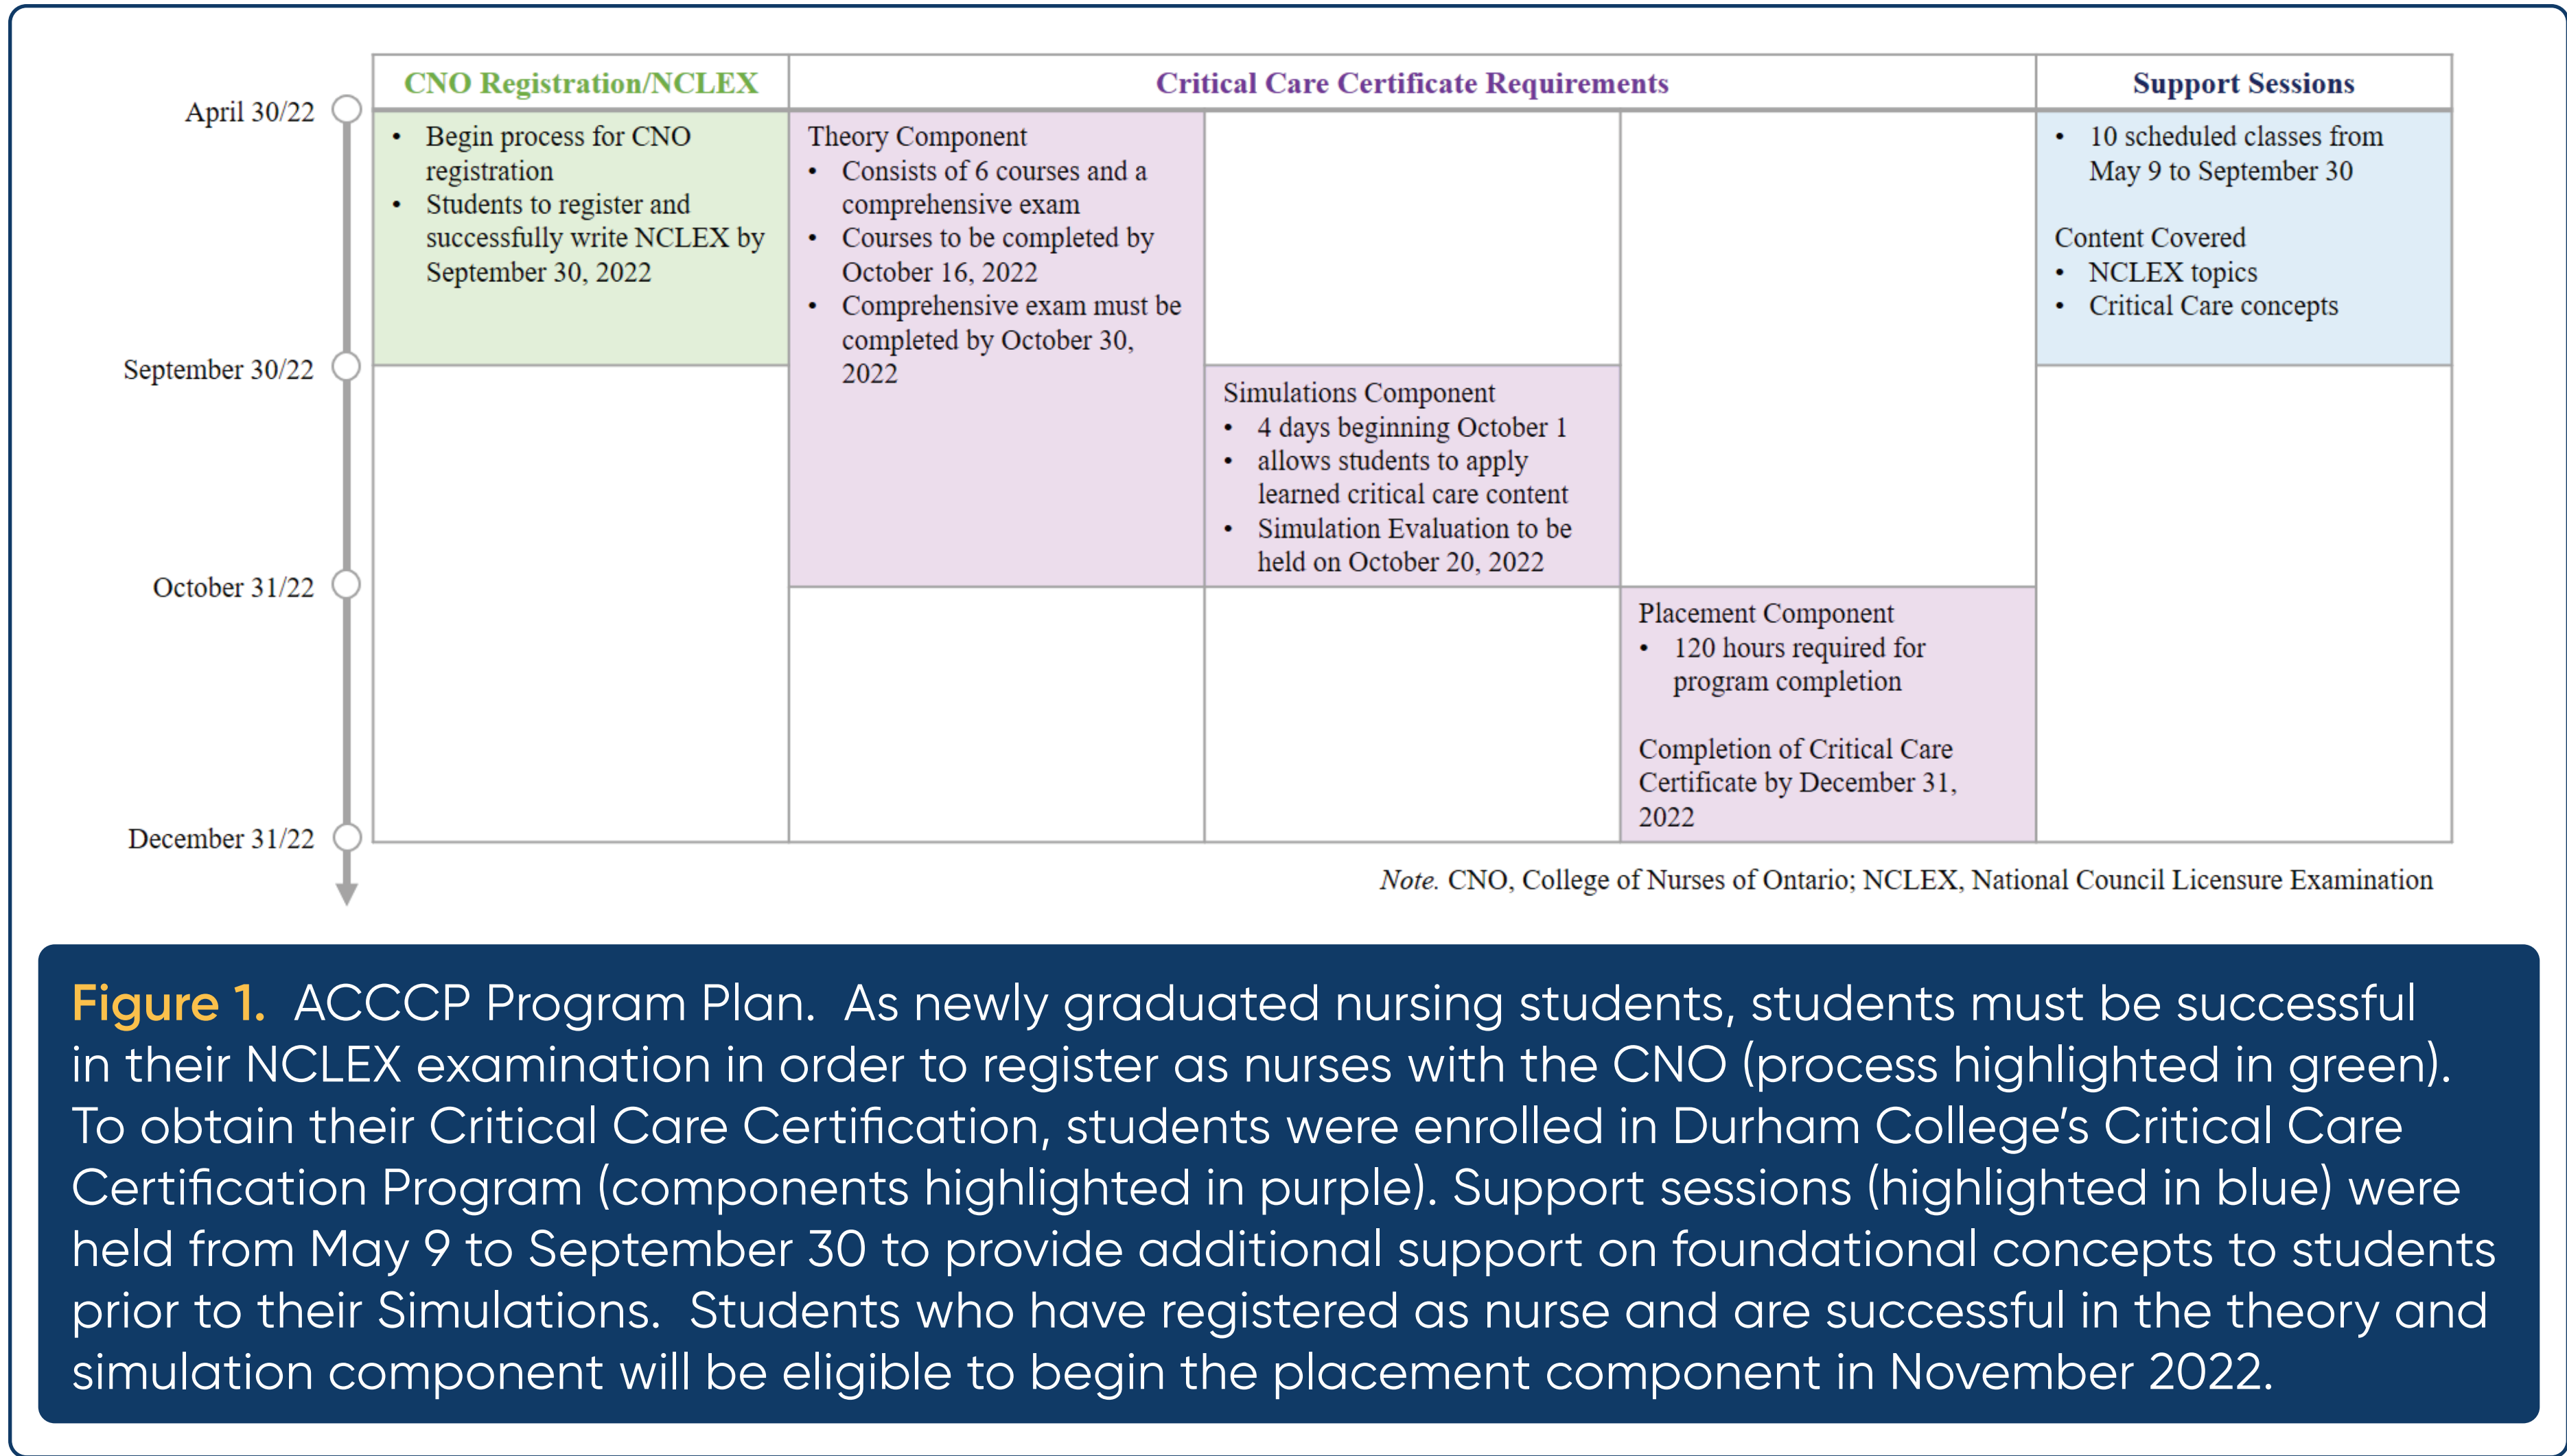 CNO Registration/NCLEX
Critical Care Certificate Requirements
Support Sessions
April 30/22
September 30/22
October 31/22
December 31/22
• Begin process for CNO
registration
• Students to register and
successfully write NCLEX by
September 30, 2022
Theory Component
• Consists of 6 courses and a
comprehensive exam
• Courses to be completed by
October 16, 2022
• Comprehensive exam must be
completed by October 30,
2022
Simulations Component
• 4 days beginning October 1
• allows students to apply
learned critical care content
• Simulation Evaluation to be
held on October 20, 2022
Placement Component
• 120 hours required for
program completion
Completion of Critical Care
Certificate by December 31,
2022
• 10 scheduled classes from
May 9 to September 30
Content Covered
• NCLEX topics
• Critical Care concepts
Note. CNO, College of Nurses of Ontario; NCLEX, National Council Licensure Examination
Figure 1. ACCCP Program Plan. As newly graduated nursing students, students must be successful
in their NCLEX examination in order to register as nurses with the CNO (process highlighted in green).
To obtain their Critical Care Certification, students were enrolled in Durham College’s Critical Care
Certification Program (components highlighted in purple). Support sessions (highlighted in blue) were
held from May 9 to September 30 to provide additional support on foundational concepts to students
prior to their Simulations. Students who have registered as nurse and are successful in the theory and
simulation component will be eligible to begin the placement component in November 2022.